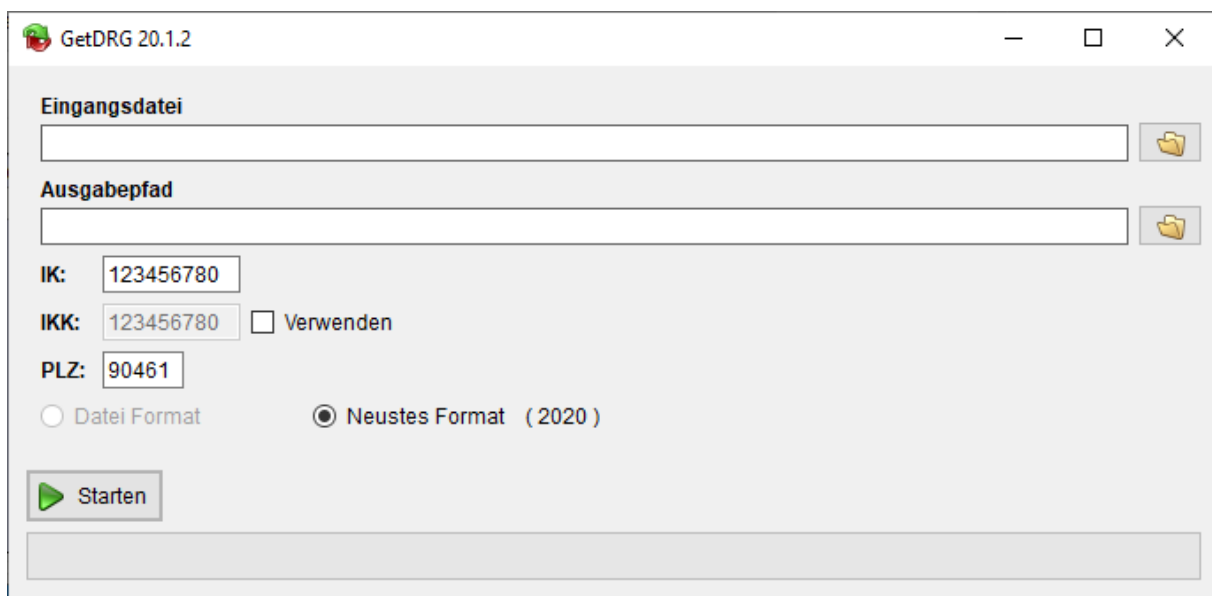 GetDRG 20.1.2
Eingangsdatei
Ausgabepfad
IK: 123456780
IKK: 123456780 Verwenden
PLZ: 90461
Datei Format Neustes Format ( 2020 )
Starten